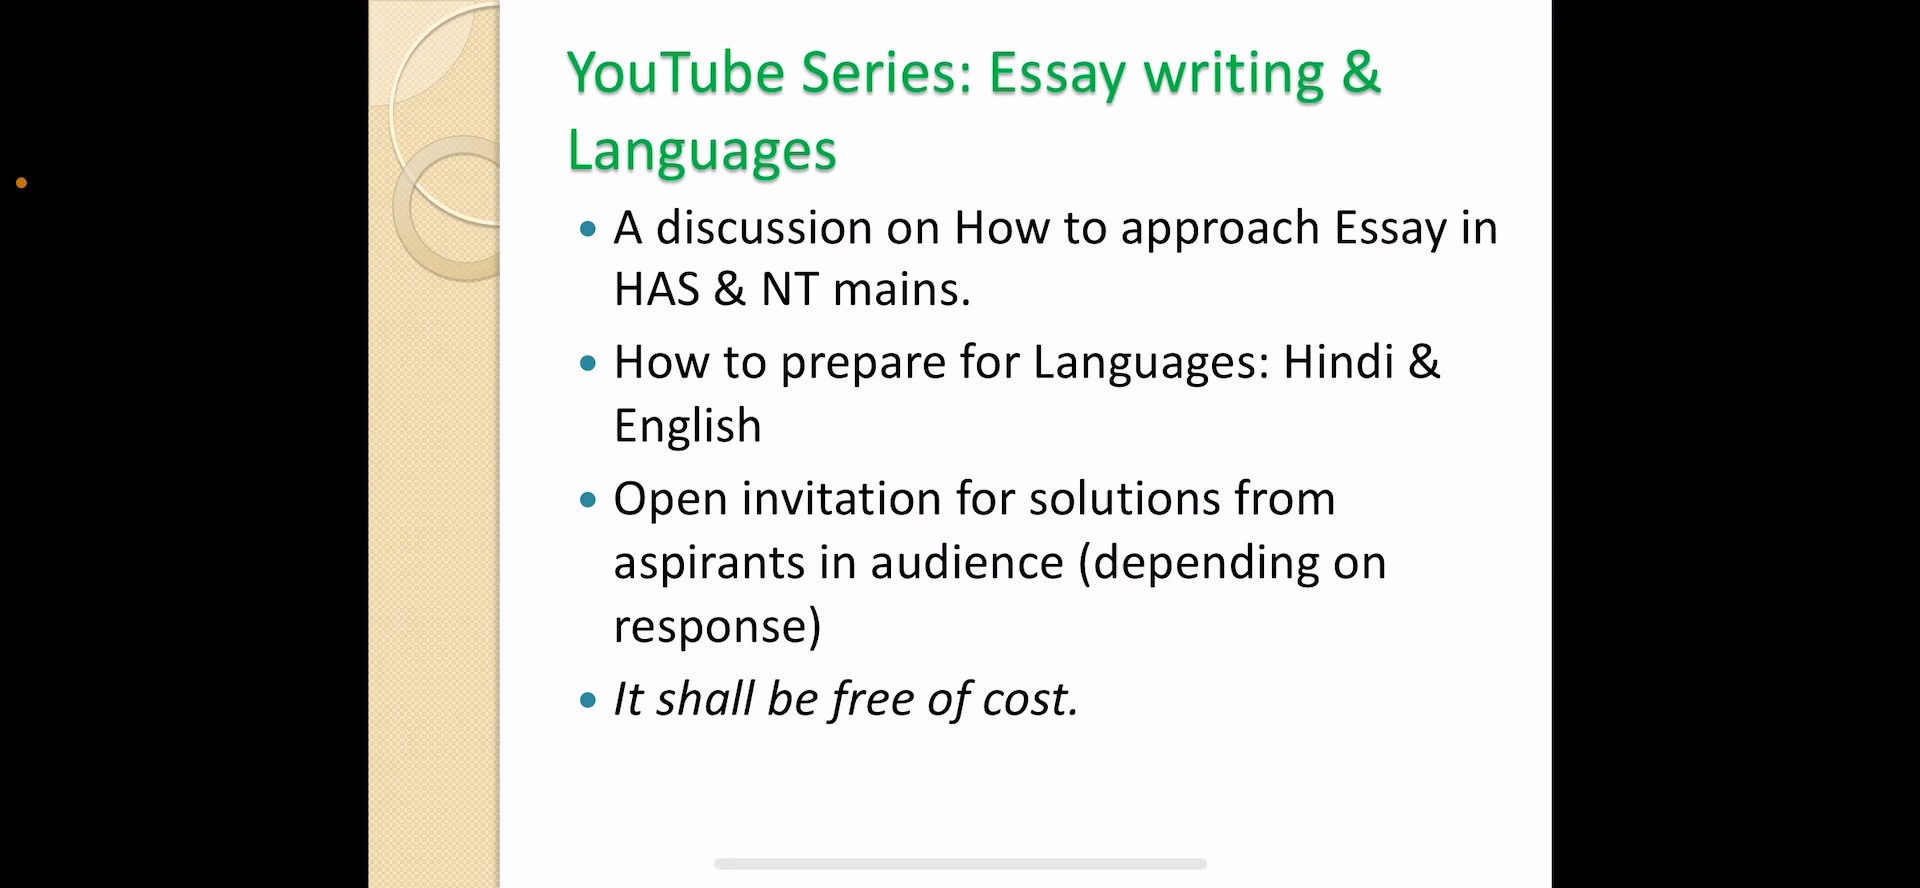 YouTube Series: Essay writing &
Languages
• A discussion on How to approach Essay in
HAS & NT mains.
• How to prepare for Languages: Hindi &
English
• Open invitation for solutions from
aspirants in audience (depending on
response)
• It shall be free of cost.